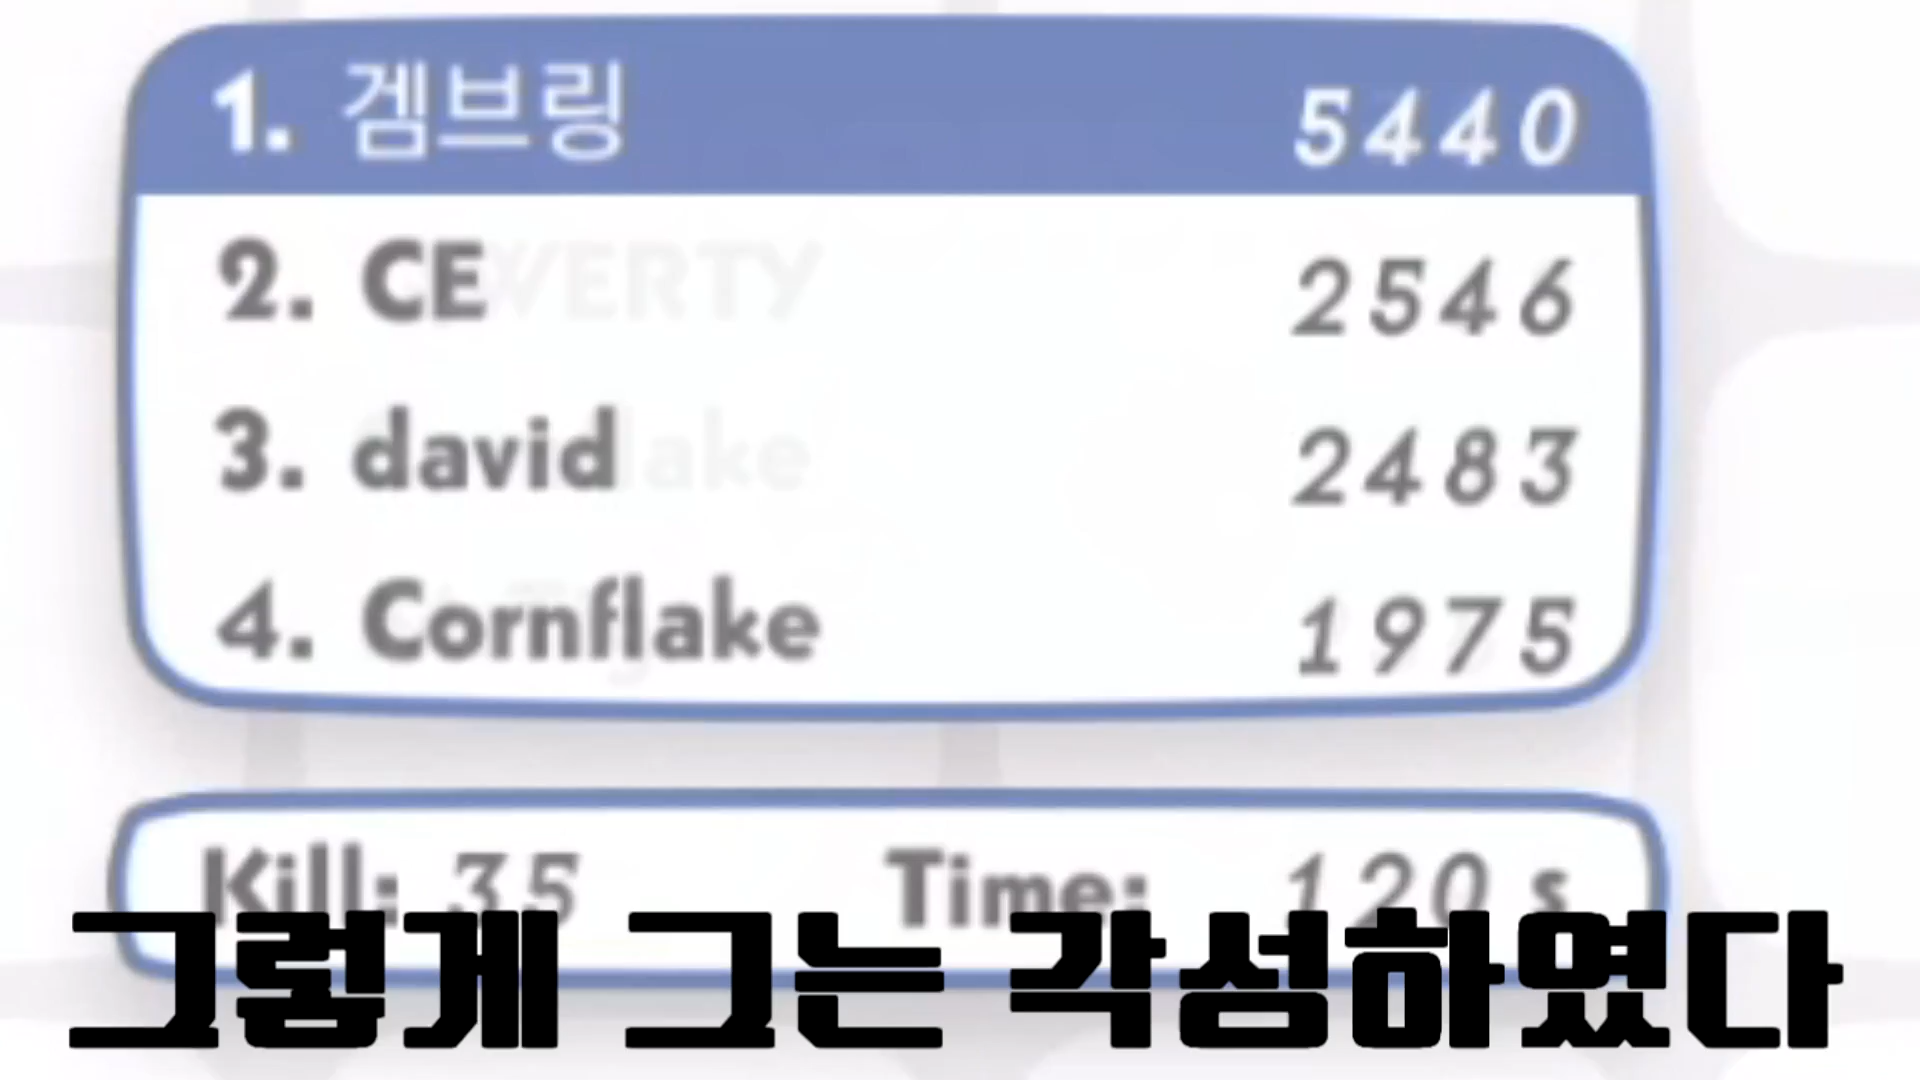 1. 겜브링 5440
2. CE 2546
3. david 2483
4. Cornflake 1975
Kill: 35 Time: 120 s
그렇게 그는 각성하였다